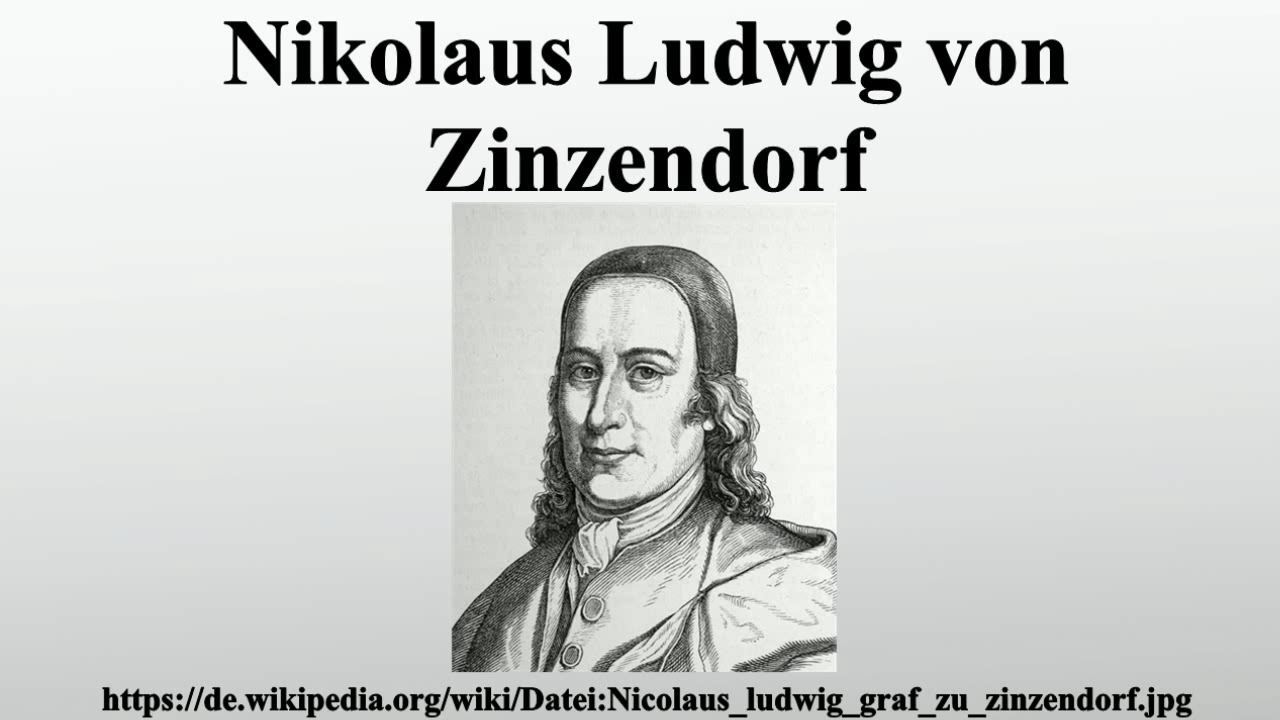 Nikolaus Ludwig von
Zinzendorf
https://de.wikipedia.org/wiki/Datei:Nicolaus_ludwig_graf_zu_zinzendorf.jpg